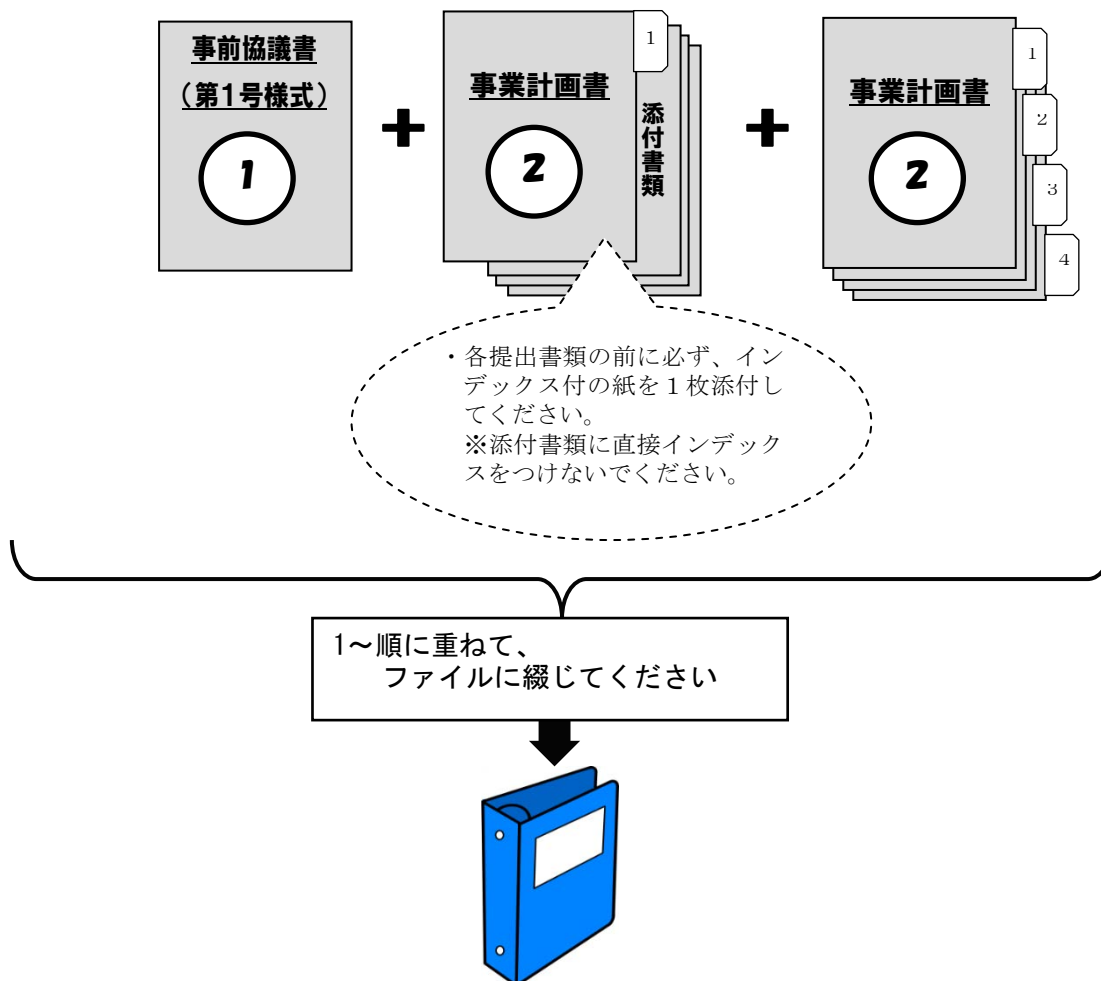 事前協議書
（第１号様式）
1
＋
事業計画書
2
1
添付書類
＋
事業計画書
2
1
2
3
4
・各提出書類の前に必ず、イン
デックス付の紙を１枚添付し
てください。
※添付書類に直接インデック
スをつけないでください。
1～順に重ねて、
ファイルに綴じてください